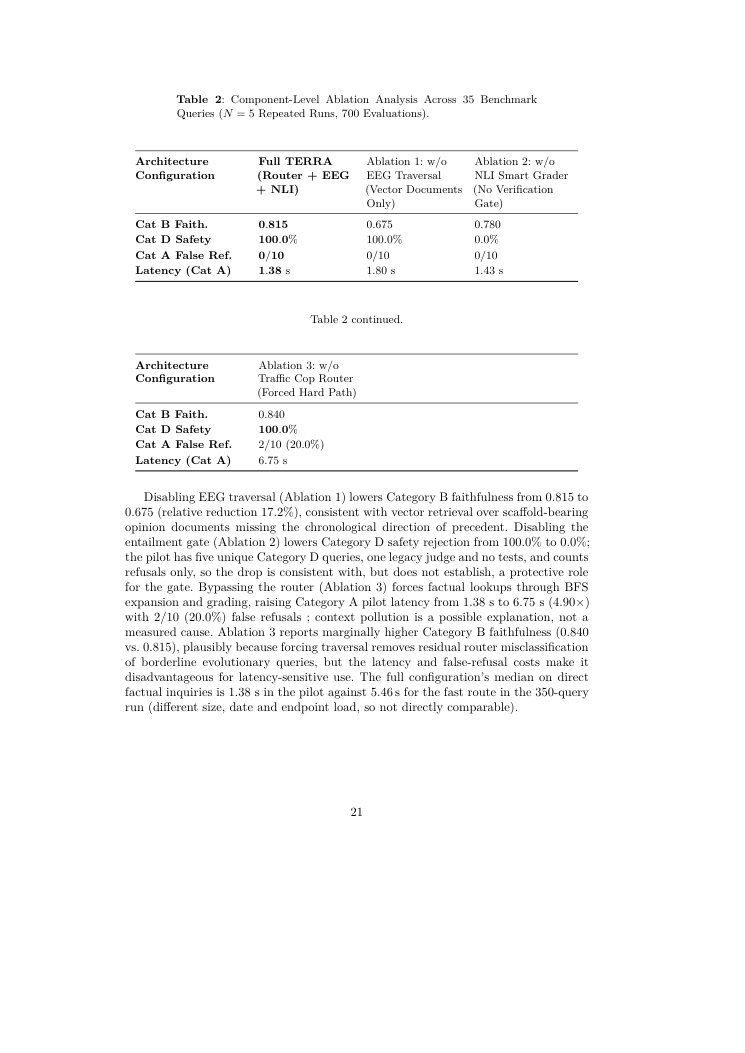 Table 2: Component-Level Ablation Analysis Across 35 Benchmark
Queries (N = 5 Repeated Runs, 700 Evaluations).
Architecture Full TERRA Ablation 1: w/o Ablation 2: w/o
Configuration (Router + EEG EEG Traversal NLI Smart Grader
+ NLI) (Vector Documents (No Verification
Only) Gate)
Cat B Faith. 0.815 0.675 0.780
Cat D Safety 100.0% 100.0% 0.0%
Cat A False Ref. 0/10 0/10 0/10
Latency (Cat A) 1.38 s 1.80 s 1.43 s
Table 2 continued.
Architecture Ablation 3: w/o
Configuration Traffic Cop Router
(Forced Hard Path)
Cat B Faith. 0.840
Cat D Safety 100.0%
Cat A False Ref. 2/10 (20.0%)
Latency (Cat A) 6.75 s
Disabling EEG traversal (Ablation 1) lowers Category B faithfulness from 0.815 to
0.675 (relative reduction 17.2%), consistent with vector retrieval over scaffold-bearing
opinion documents missing the chronological direction of precedent. Disabling the
entailment gate (Ablation 2) lowers Category D safety rejection from 100.0% to 0.0%;
the pilot has five unique Category D queries, one legacy judge and no tests, and counts
refusals only, so the drop is consistent with, but does not establish, a protective role
for the gate. Bypassing the router (Ablation 3) forces factual lookups through BFS
expansion and grading, raising Category A pilot latency from 1.38 s to 6.75 s (4.90×)
with 2/10 (20.0%) false refusals ; context pollution is a possible explanation, not a
measured cause. Ablation 3 reports marginally higher Category B faithfulness (0.840
vs. 0.815), plausibly because forcing traversal removes residual router misclassification
of borderline evolutionary queries, but the latency and false-refusal costs make it
disadvantageous for latency-sensitive use. The full configuration's median on direct
factual inquiries is 1.38 s in the pilot against 5.46 s for the fast route in the 350-query
run (different size, date and endpoint load, so not directly comparable).
21